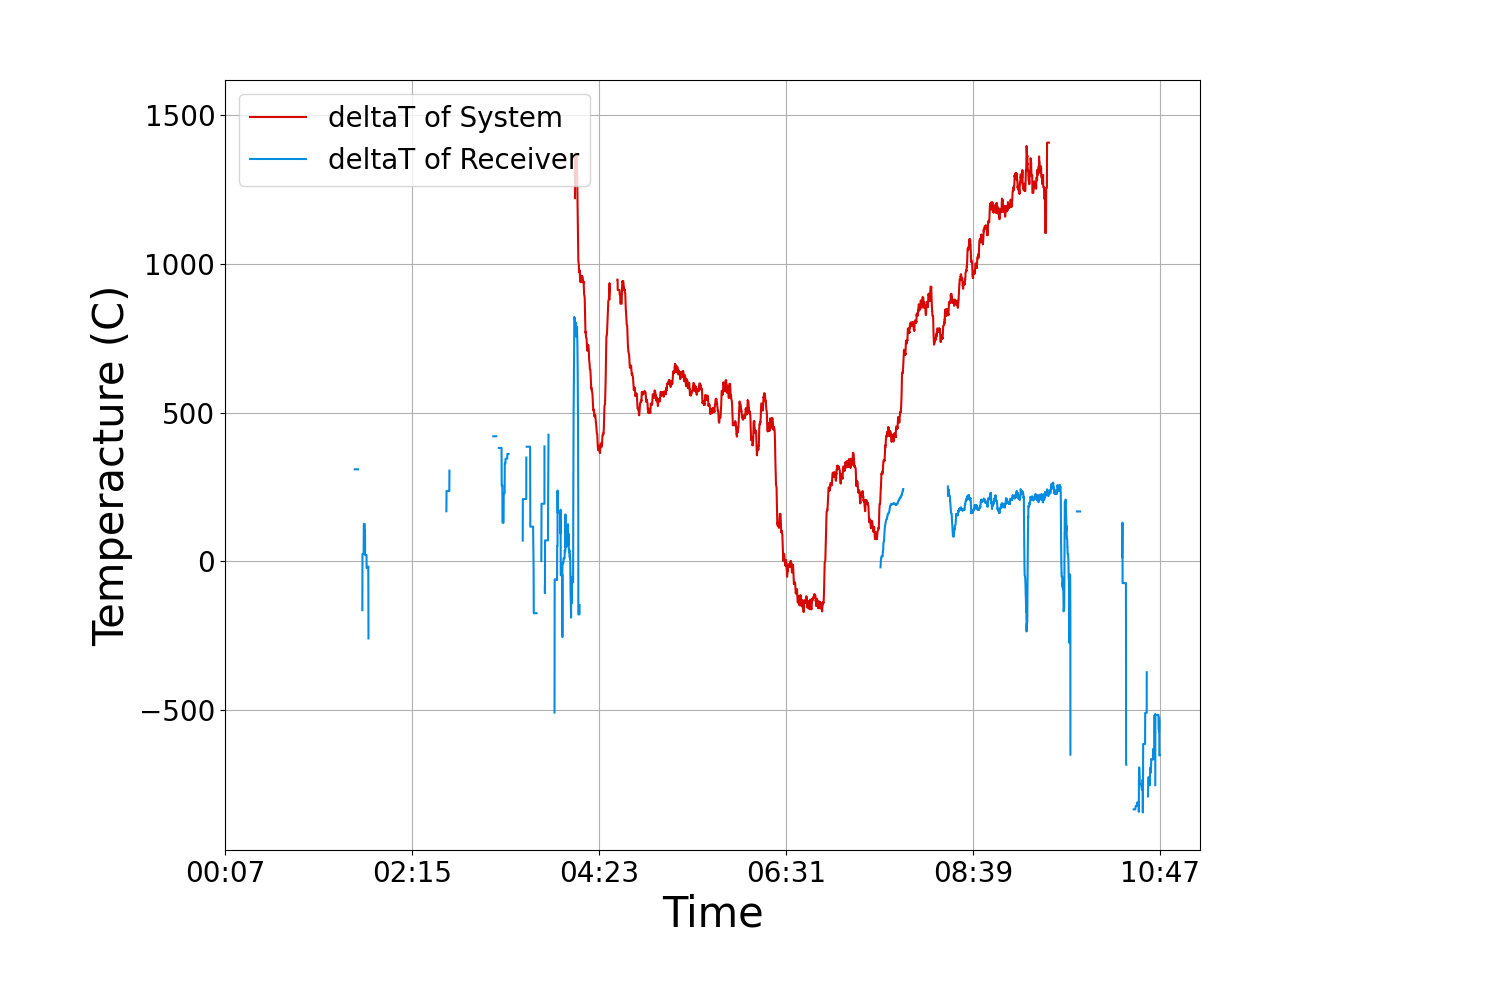 deltaT of System
deltaT of Receiver
1500
1000
500
0
−500
Temperacture (C)
00:07 02:15 04:23 06:31 08:39 10:47
Time